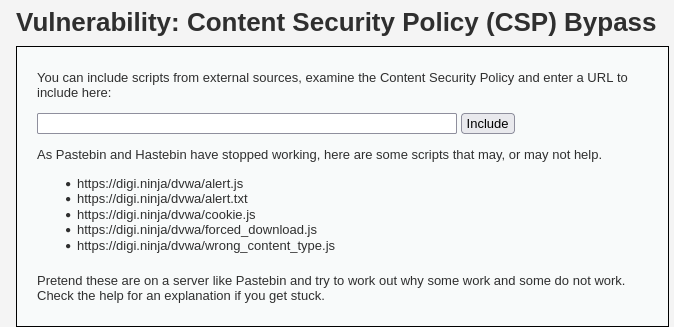 Vulnerability: Content Security Policy (CSP) Bypass
You can include scripts from external sources, examine the Content Security Policy and enter a URL to
include here:
Include
As Pastebin and Hastebin have stopped working, here are some scripts that may, or may not help.
• https://digi.ninja/dvwa/alert.js
• https://digi.ninja/dvwa/alert.txt
• https://digi.ninja/dvwa/cookie.js
• https://digi.ninja/dvwa/forced_download.js
• https://digi.ninja/dvwa/wrong_content_type.js
Pretend these are on a server like Pastebin and try to work out why some work and some do not work.
Check the help for an explanation if you get stuck.